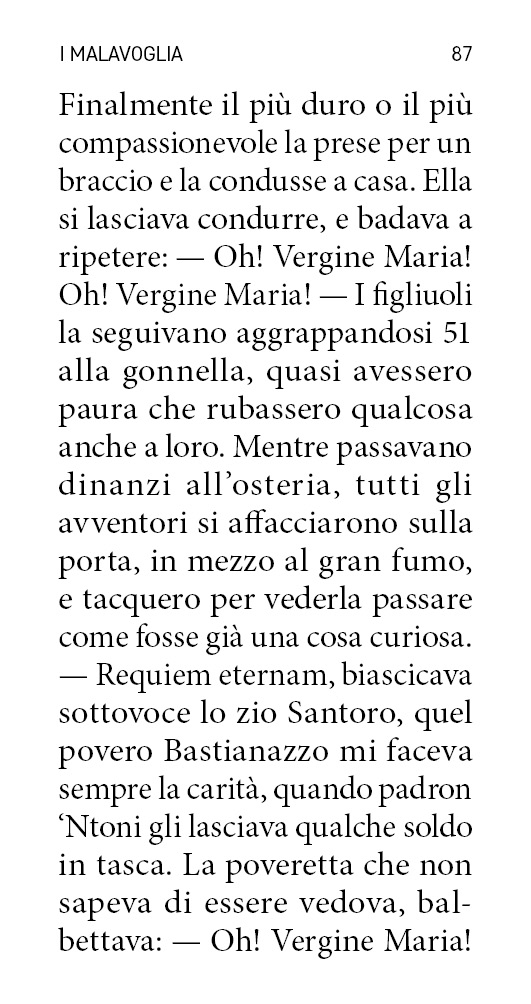 I MALAVOGLIA 87
Finalmente il più duro o il più
compassionevole la prese per un
braccio e la condusse a casa. Ella
si lasciava condurre, e badava a
ripetere: — Oh! Vergine Maria!
Oh! Vergine Maria! — I figliuoli
la seguivano aggrappandosi 51
alla gonnella, quasi avessero
paura che rubassero qualcosa
anche a loro. Mentre passavano
dinanzi all’osteria, tutti gli
avventori si affacciarono sulla
porta, in mezzo al gran fumo,
e tacquero per vederla passare
come fosse già una cosa curiosa.
— Requiem eternam, biascicava
sottovoce lo zio Santoro, quel
povero Bastianazzo mi faceva
sempre la carità, quando padron
‘Ntoni gli lasciava qualche soldo
in tasca. La poveretta che non
sapeva di essere vedova, bal-
bettava: — Oh! Vergine Maria!